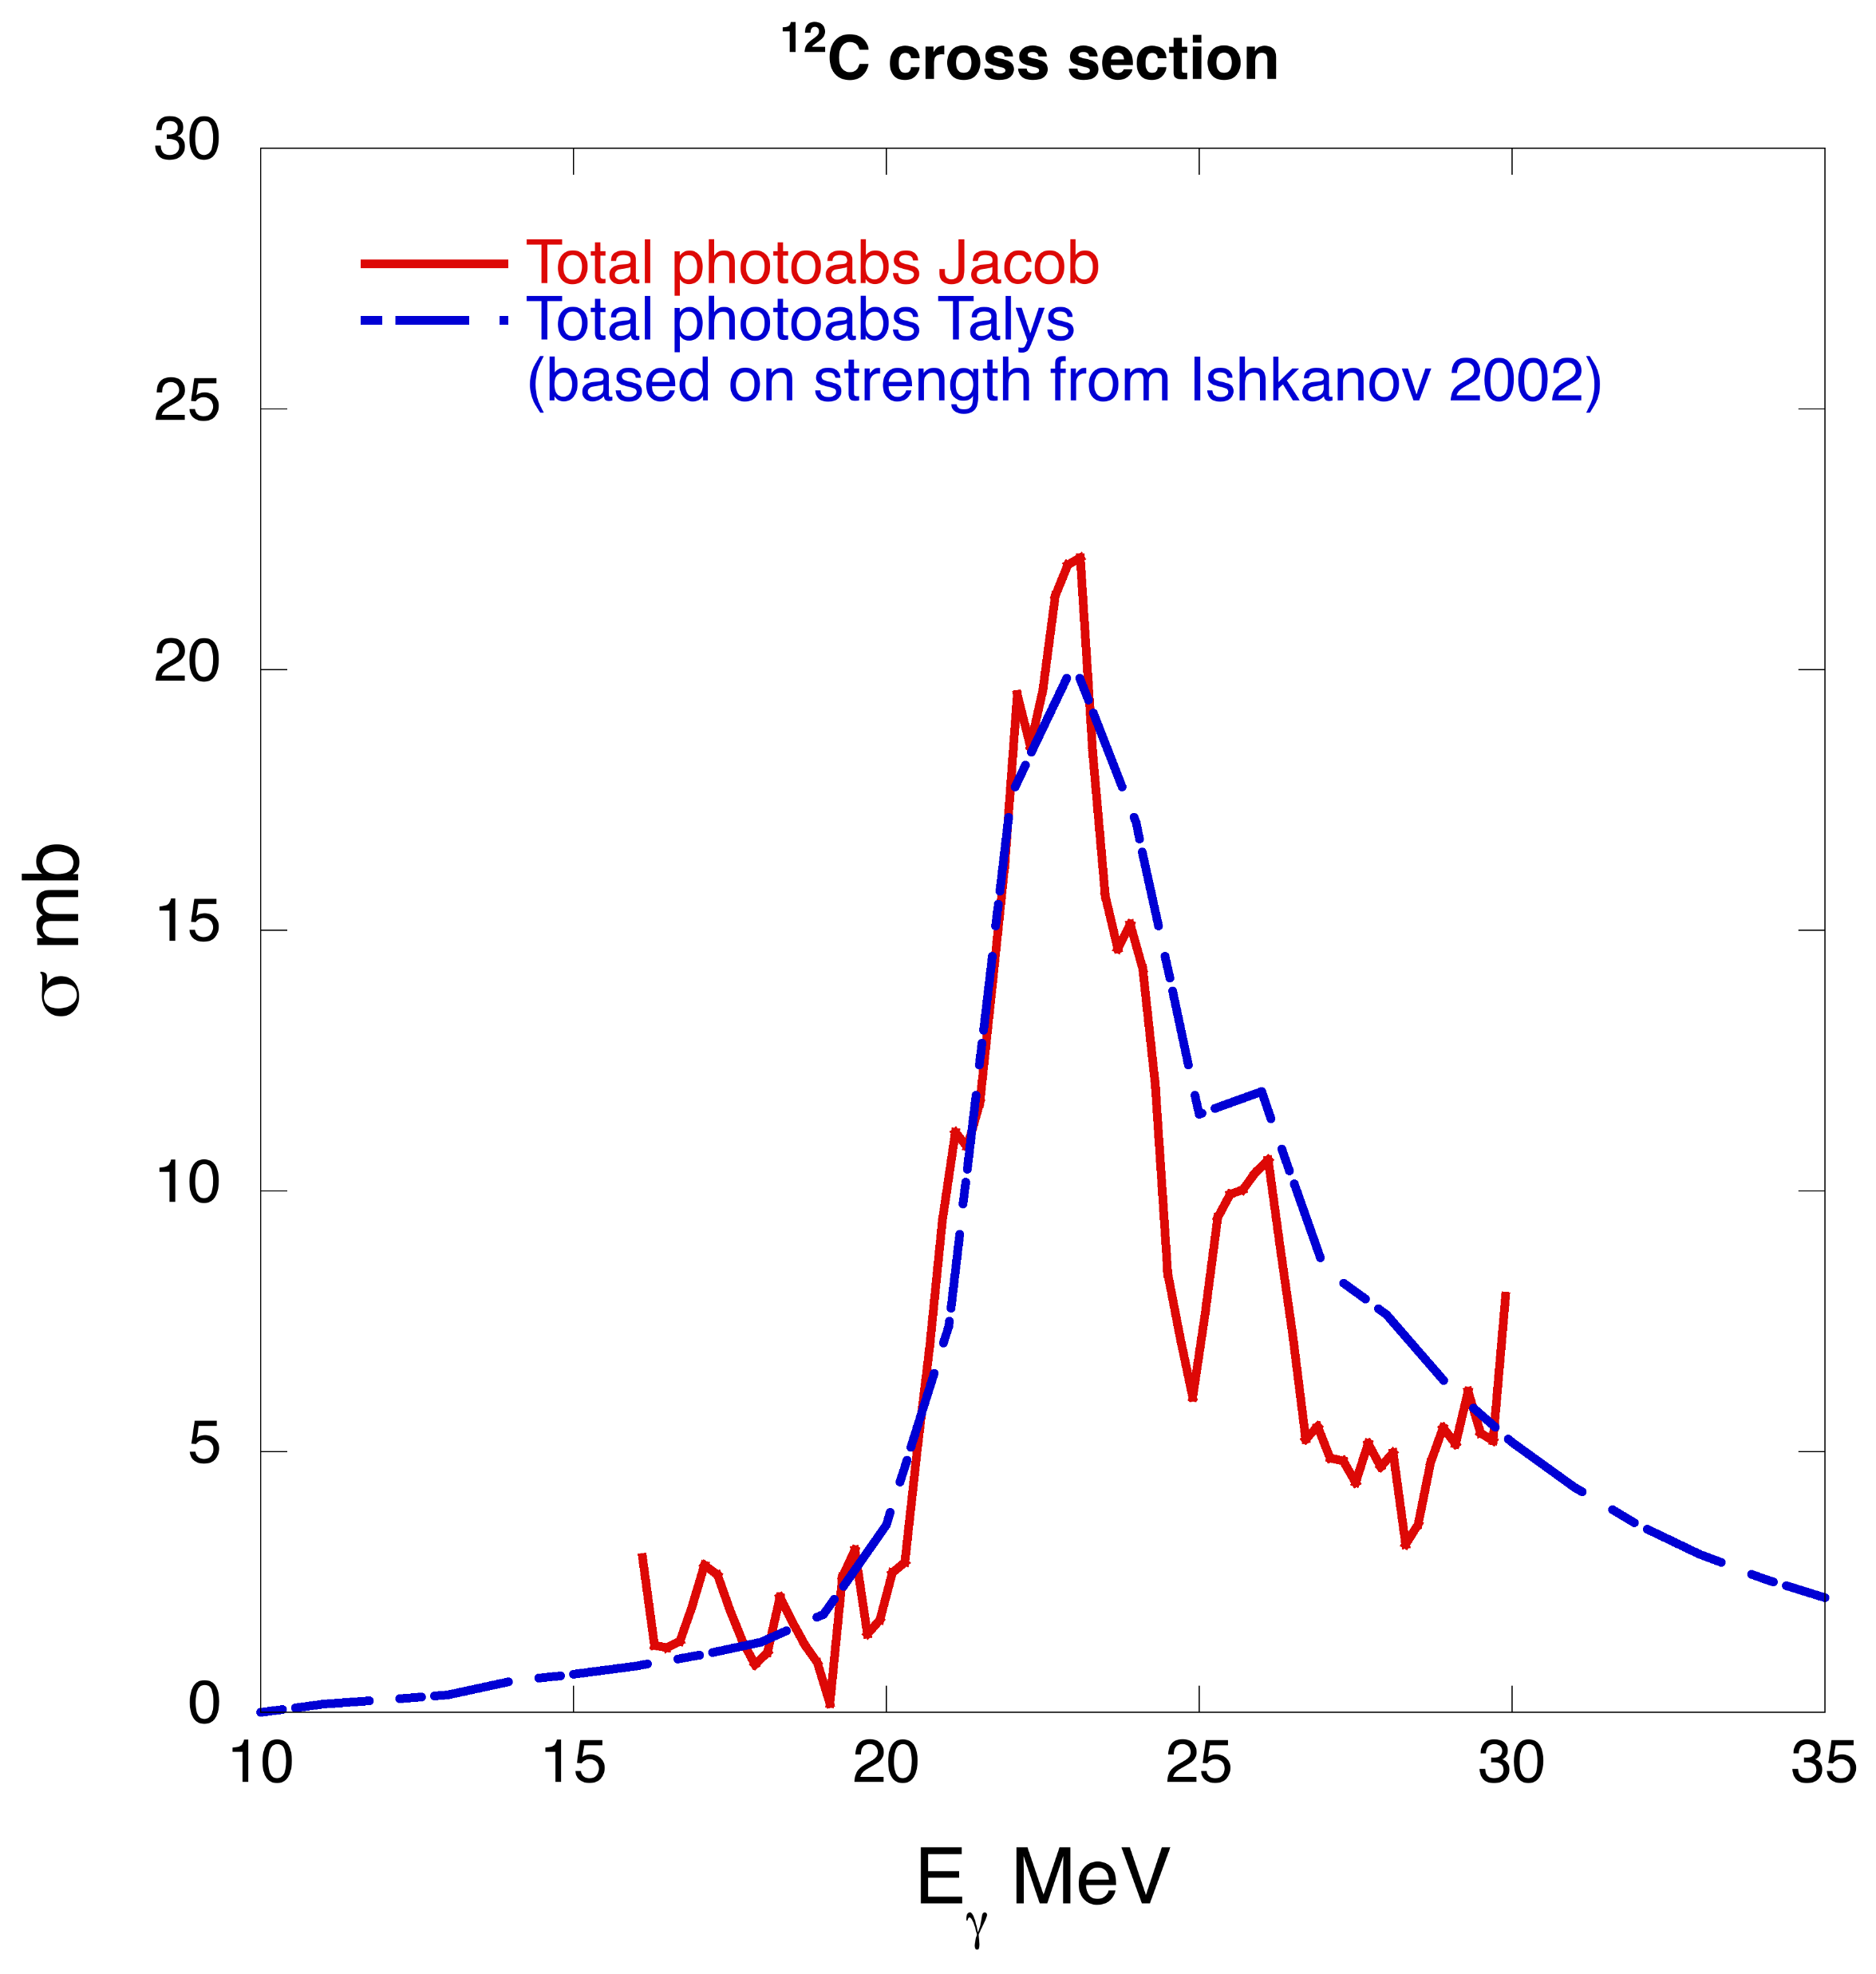 ¹²C cross section
30
25
20
15
10
5
0
Total photoabs Jacob
Total photoabs Talys
(based on strength from Ishkanov 2002)
σ mb
10 15 20 25 30 35
Eγ MeV